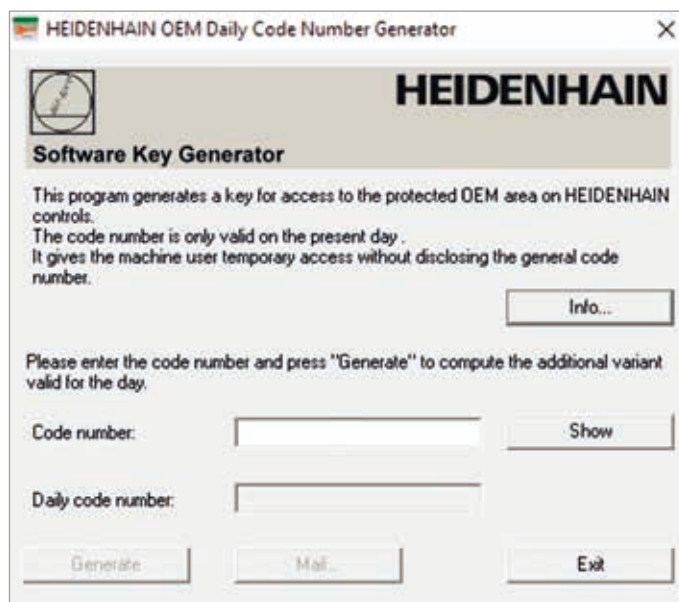 HEIDENHAIN OEM Daily Code Number Generator
HEIDENHAIN
Software Key Generator
This program generates a key for access to the protected OEM area on HEIDENHAIN
controls.
The code number is only valid on the present day .
It gives the machine user temporary access without disclosing the general code
number.
Info...
Please enter the code number and press "Generate" to compute the additional variant
valid for the day.
Code number:
Show
Daily code number:
Generate
Mail...
Exit